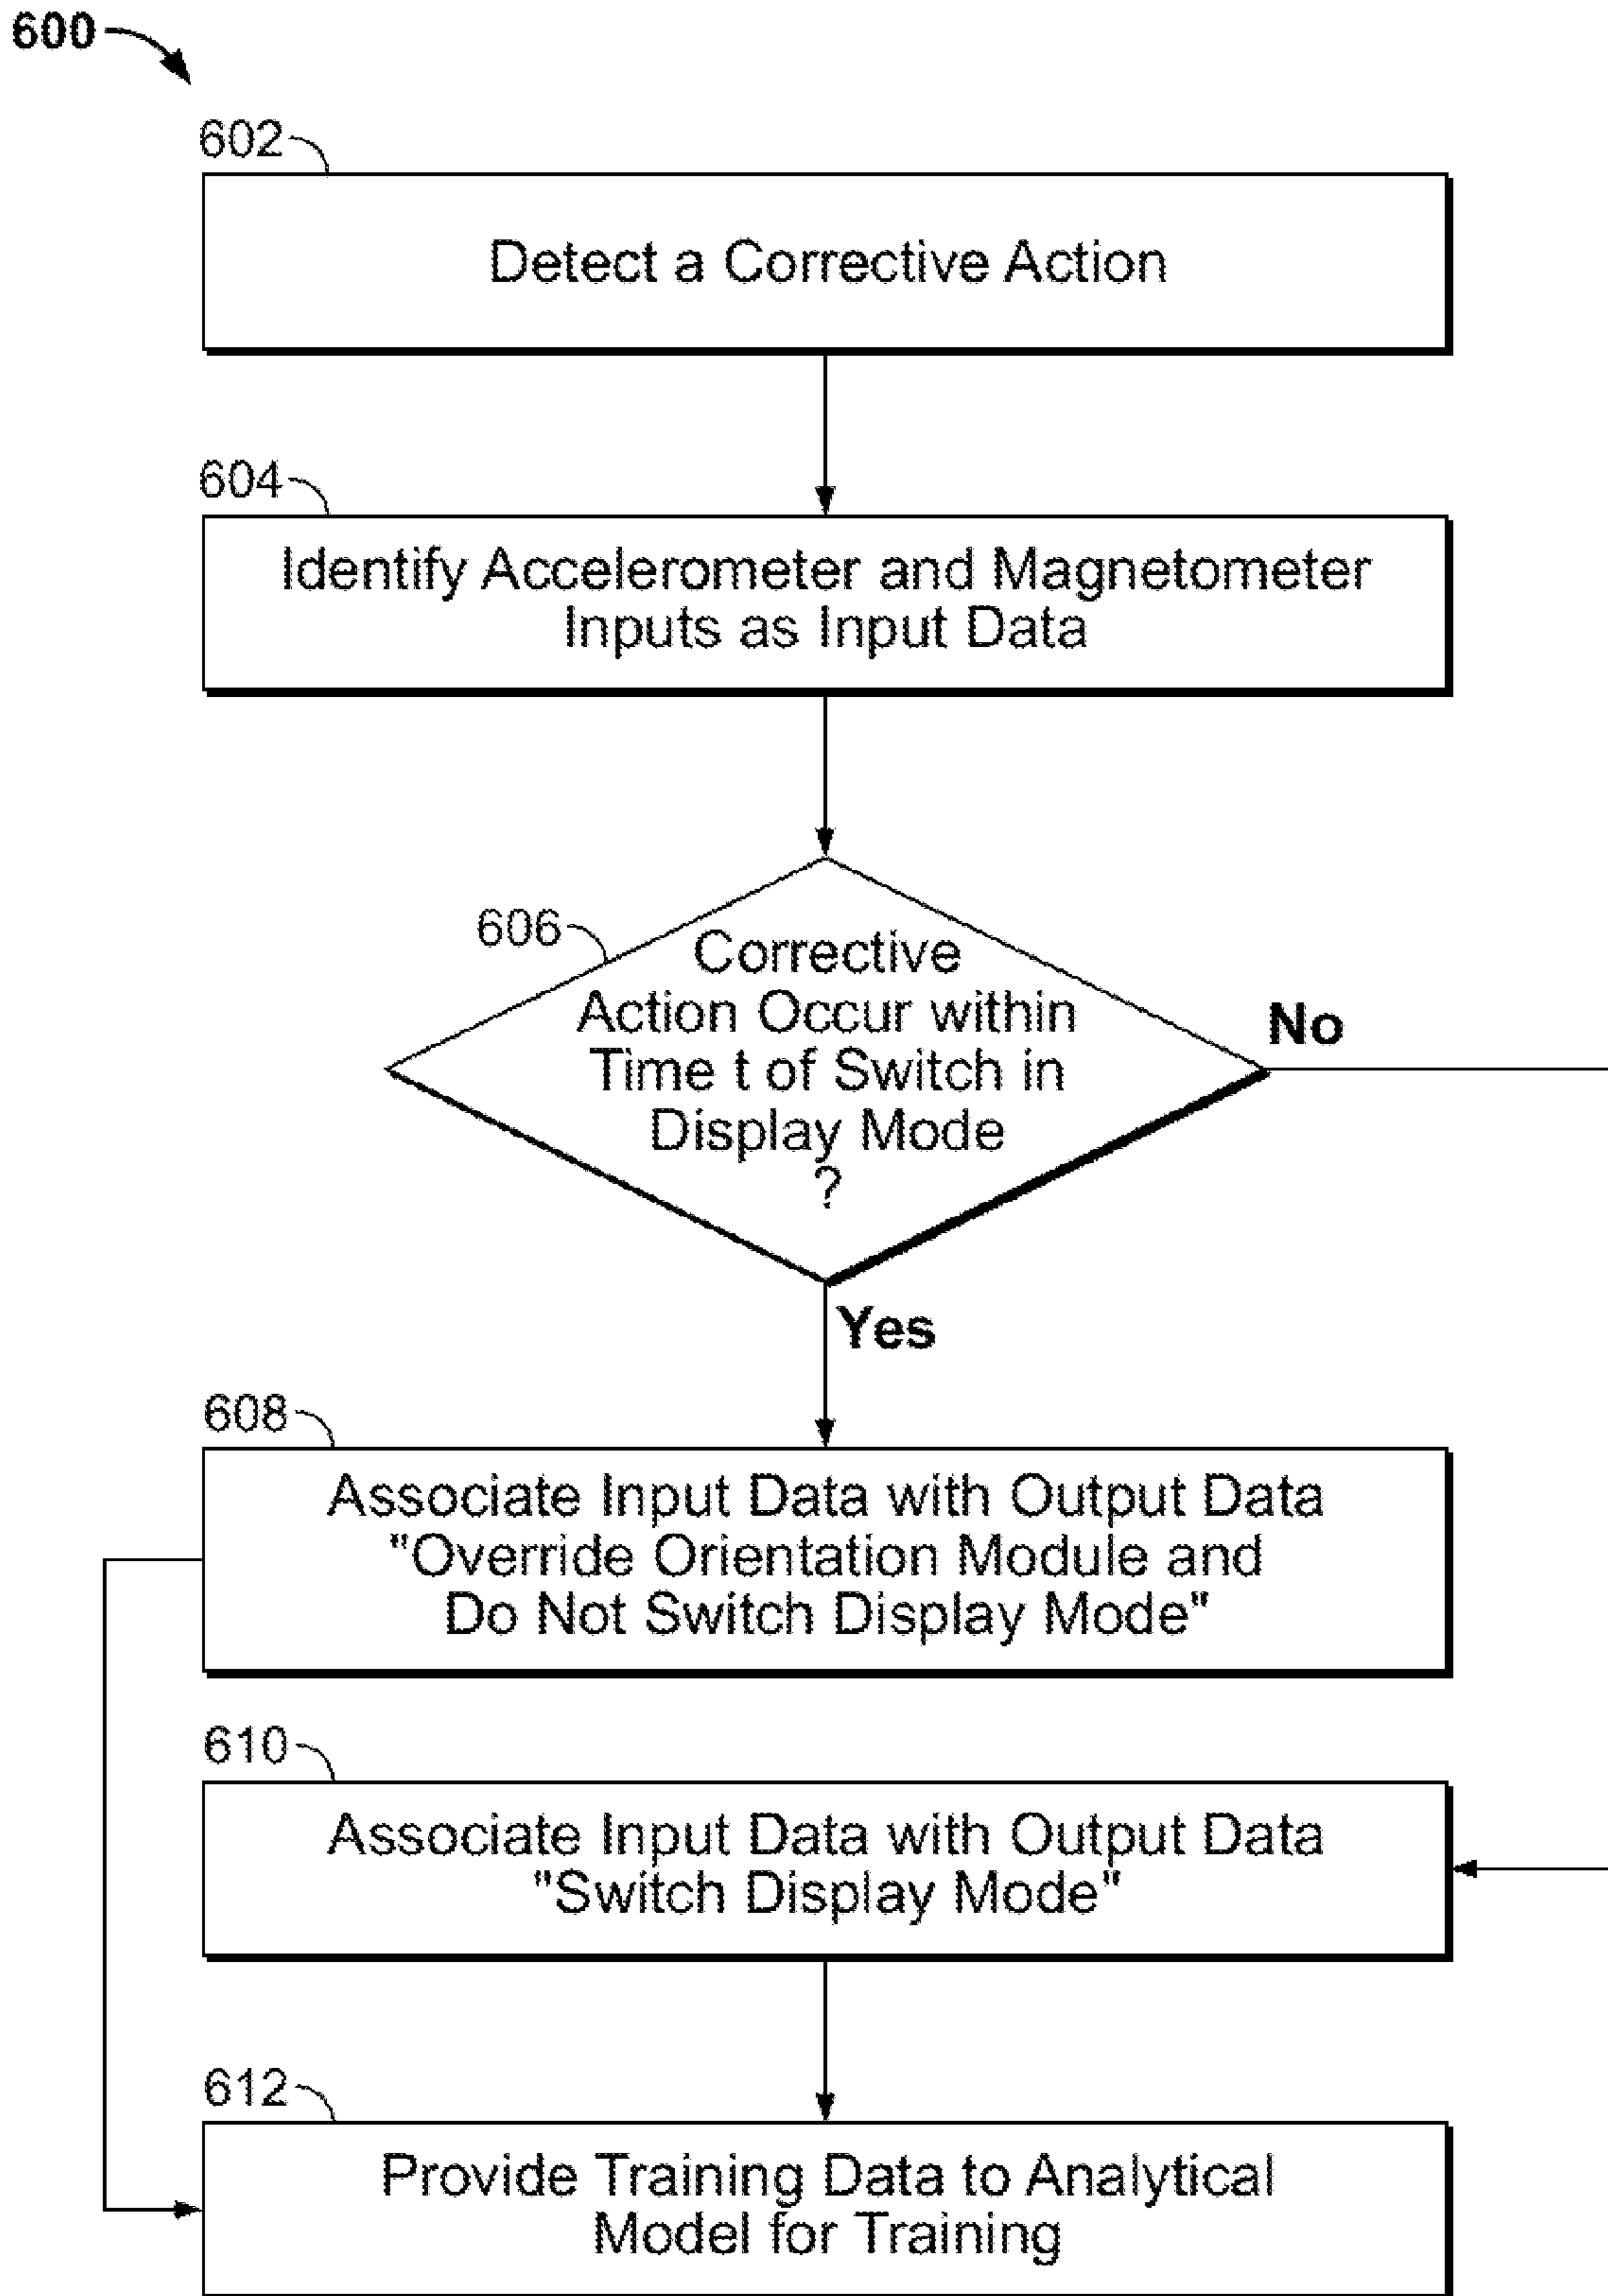 600
602
Detect a Corrective Action
604
Identify Accelerometer and Magnetometer
Inputs as Input Data
606
Corrective
Action Occur within
Time t of Switch in
Display Mode
?
No
Yes
608
Associate Input Data with Output Data
"Override Orientation Module and
Do Not Switch Display Mode"
610
Associate Input Data with Output Data
"Switch Display Mode"
612
Provide Training Data to Analytical
Model for Training